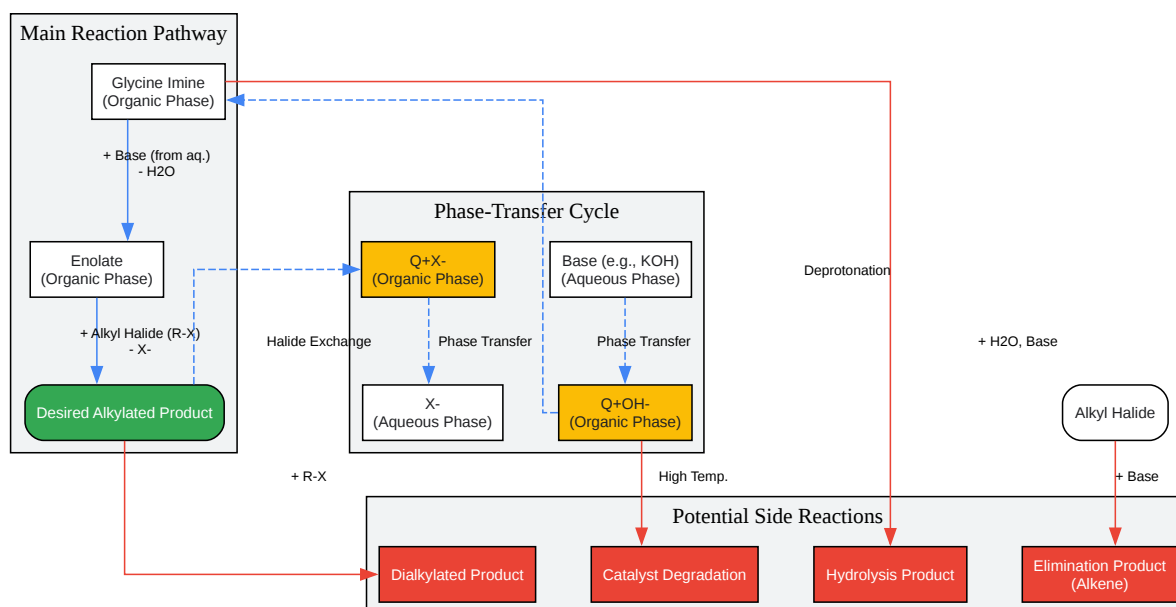 Main Reaction Pathway
Glycine Imine
(Organic Phase)
+ Base (from aq.)
- H2O
Enolate
(Organic Phase)
+ Alkyl Halide (R-X)
- X-
Desired Alkylated Product
Phase-Transfer Cycle
Q+X-
(Organic Phase)
Base (e.g., KOH)
(Aqueous Phase)
Halide Exchange
Phase Transfer
Phase Transfer
X-
(Aqueous Phase)
Q+OH-
(Organic Phase)
Deprotonation
+ H2O, Base
Alkyl Halide
+ R-X
High Temp.
+ Base
Potential Side Reactions
Dialkylated Product
Catalyst Degradation
Hydrolysis Product
Elimination Product
(Alkene)